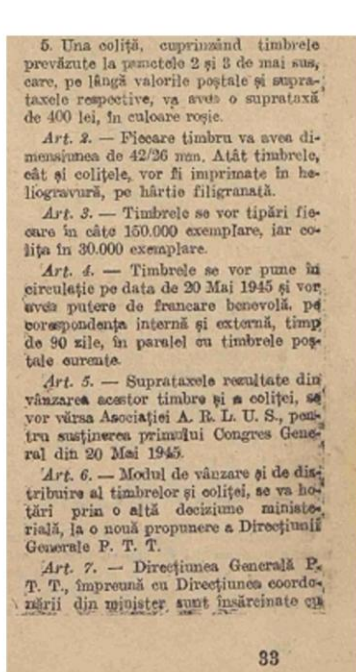 5. Una coliță, cuprinzând timbrele
prevăzute la punctele 2 și 3 de mai sus,
care, pe lângă valorile poștale și supra-
taxele respective, va avea o suprataxă
de 400 lei, în culoare roșie.
Art. 2. — Fiecare timbru va avea di-
mensiunea de 42/26 mm. Atât timbrele,
cât și colițele, vor fi imprimate în he-
liogravură, pe hârtie filigranată.
Art. 3. — Timbrele se vor tipări fie-
care în câte 150.000 exemplare, iar co-
lița în 30.000 exemplare.
Art. 4. — Timbrele se vor pune în
circulație pe data de 20 Mai 1945 și vor
avea putere de francare benevolă, pe
corespondența internă și externă, timp
de 90 zile, în paralel cu timbrele poș-
tale curente.
Art. 5. — Suprataxele rezultate din
vânzarea acestor timbre și a coliței, se
vor vărsa Asociației A. R. L. U. S., pen-
tru susținerea primului Congres Gene-
ral din 20 Mai 1945.
Art. 6. — Modul de vânzare și de dis-
tribuire al timbrelor și coliței, se va ho-
tări prin o altă deciziune ministe-
rială, la o nouă propunere a Direcțiunii
Generale P. T. T.
Art. 7. — Direcțiunea Generală P.
T. T., împreună cu Direcțiunea coordo-
nării din minister sunt însărcinate cu
33